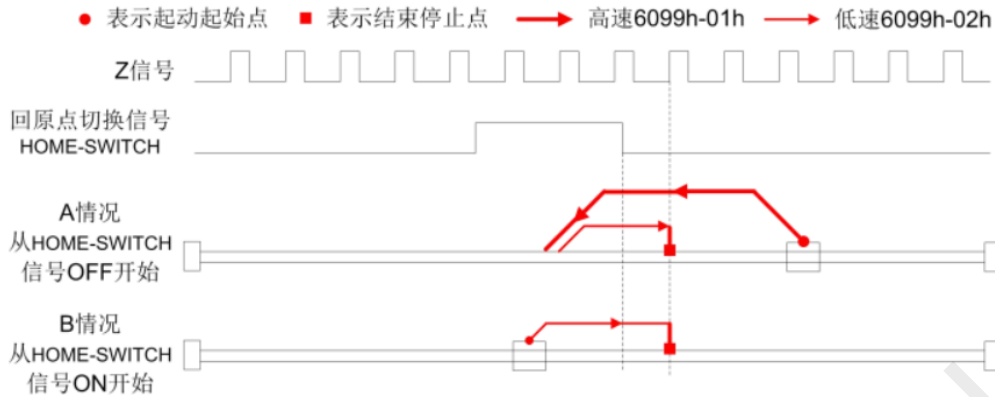 表示起动起始点 表示结束停止点 高速6099h-01h 低速6099h-02h
Z信号
回原点切换信号
HOME-SWITCH
A情况
从HOME-SWITCH
信号OFF开始
B情况
从HOME-SWITCH
信号ON开始